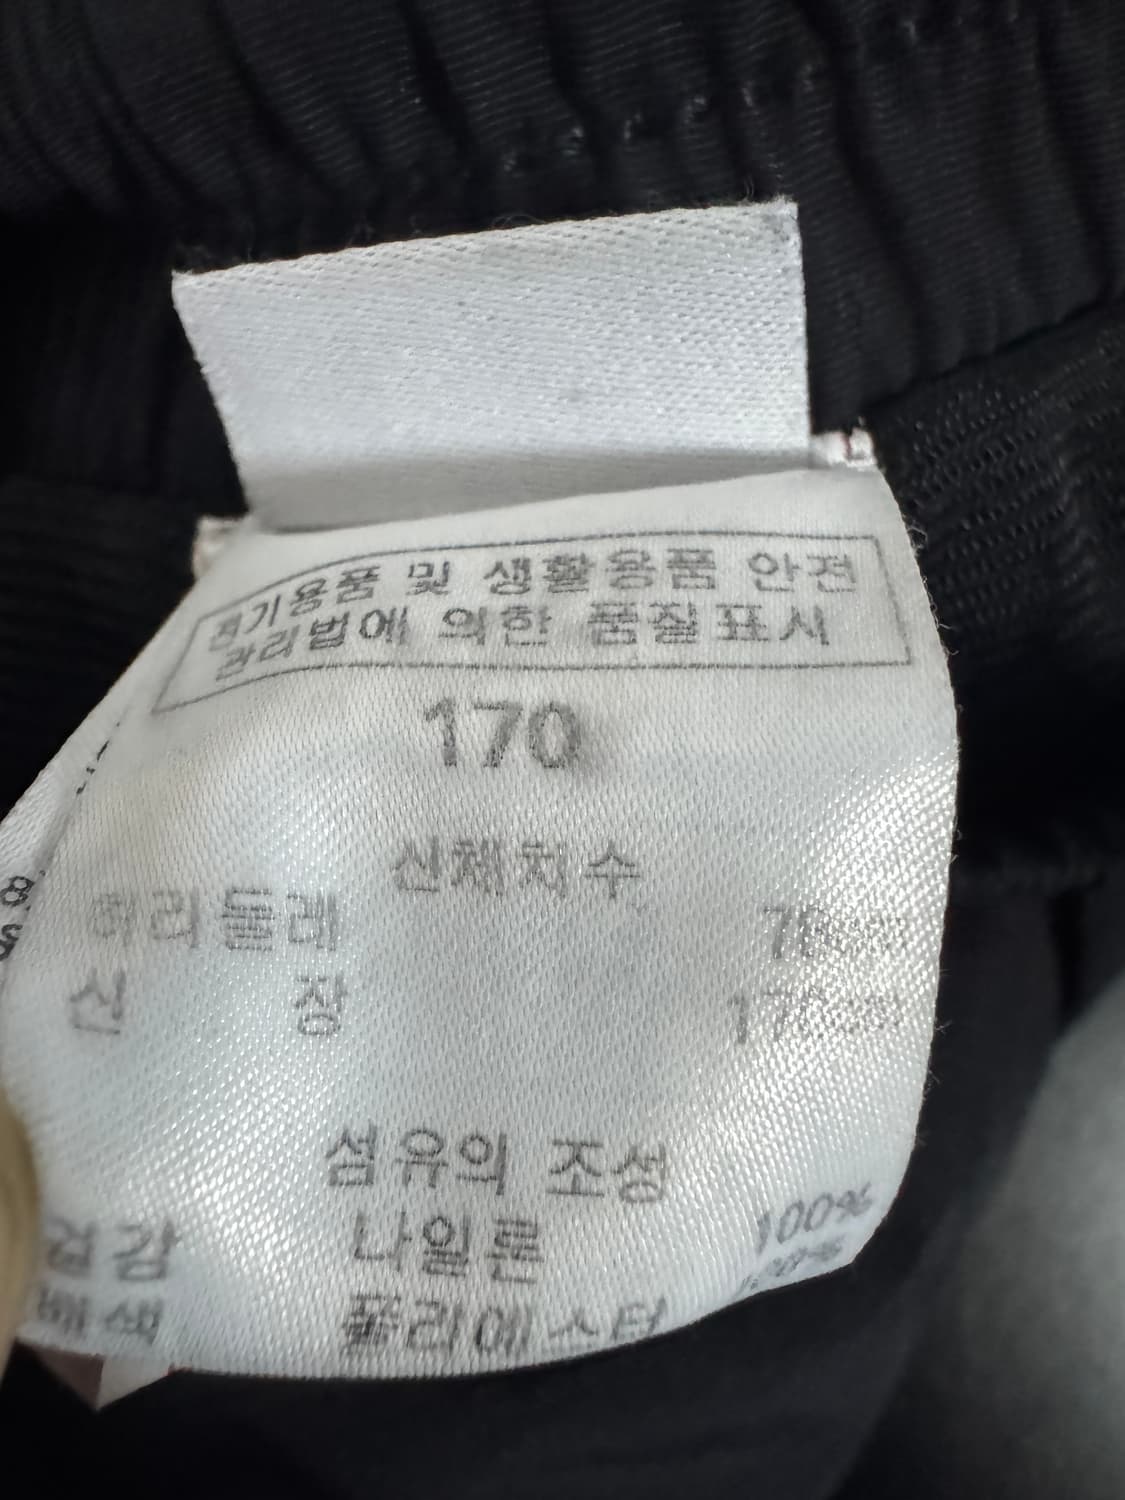 전기용품 및 생활용품 안전
관리법에 의한 품질표시
170
신체치수
허리둘레
신 장 170cm
섬유의 조성
겉감 나일론 100%
배색 폴리에스터 100%